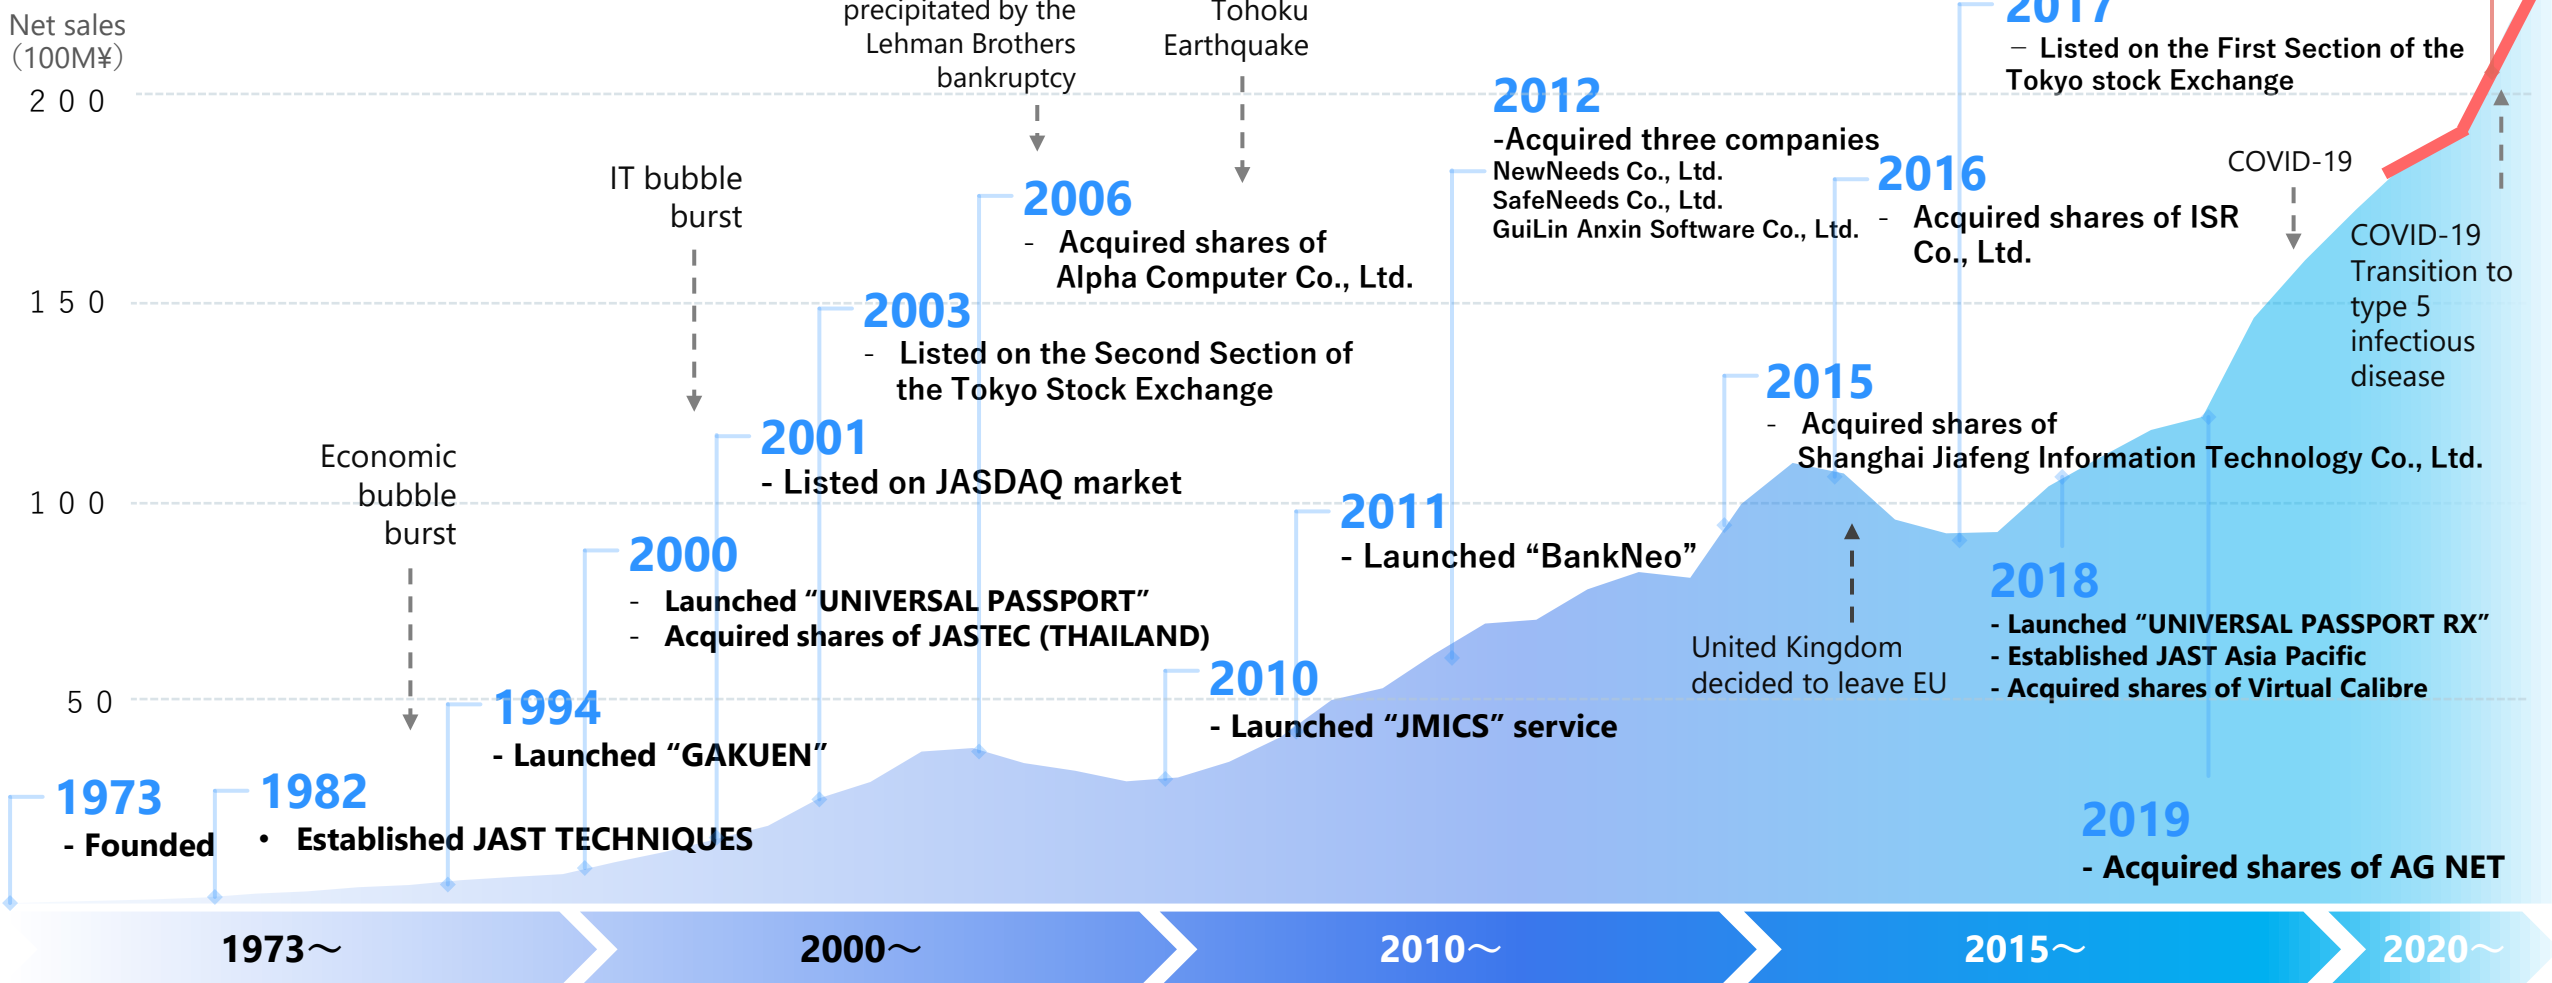 Net sales
（100M¥）
200
150
100
50
precipitated by the
Lehman Brothers
bankruptcy
Tohoku
Earthquake
IT bubble
burst
Economic
bubble
burst
1973
- Founded
1982
• Established JAST TECHNIQUES
1994
- Launched “GAKUEN”
2000
- Launched “UNIVERSAL PASSPORT”
- Acquired shares of JASTEC (THAILAND)
2001
- Listed on JASDAQ market
2003
- Listed on the Second Section of
the Tokyo Stock Exchange
2006
- Acquired shares of
Alpha Computer Co., Ltd.
2010
- Launched “JMICS” service
2011
- Launched “BankNeo”
2012
-Acquired three companies
NewNeeds Co., Ltd.
SafeNeeds Co., Ltd.
GuiLin Anxin Software Co., Ltd.
2015
- Acquired shares of
Shanghai Jiafeng Information Technology Co., Ltd.
2016
- Acquired shares of ISR
Co., Ltd.
2017
– Listed on the First Section of the
Tokyo stock Exchange
United Kingdom
decided to leave EU
2018
- Launched “UNIVERSAL PASSPORT RX”
- Established JAST Asia Pacific
- Acquired shares of Virtual Calibre
2019
- Acquired shares of AG NET
COVID-19
COVID-19
Transition to
type 5
infectious
disease
1973～
2000～
2010～
2015～
2020～